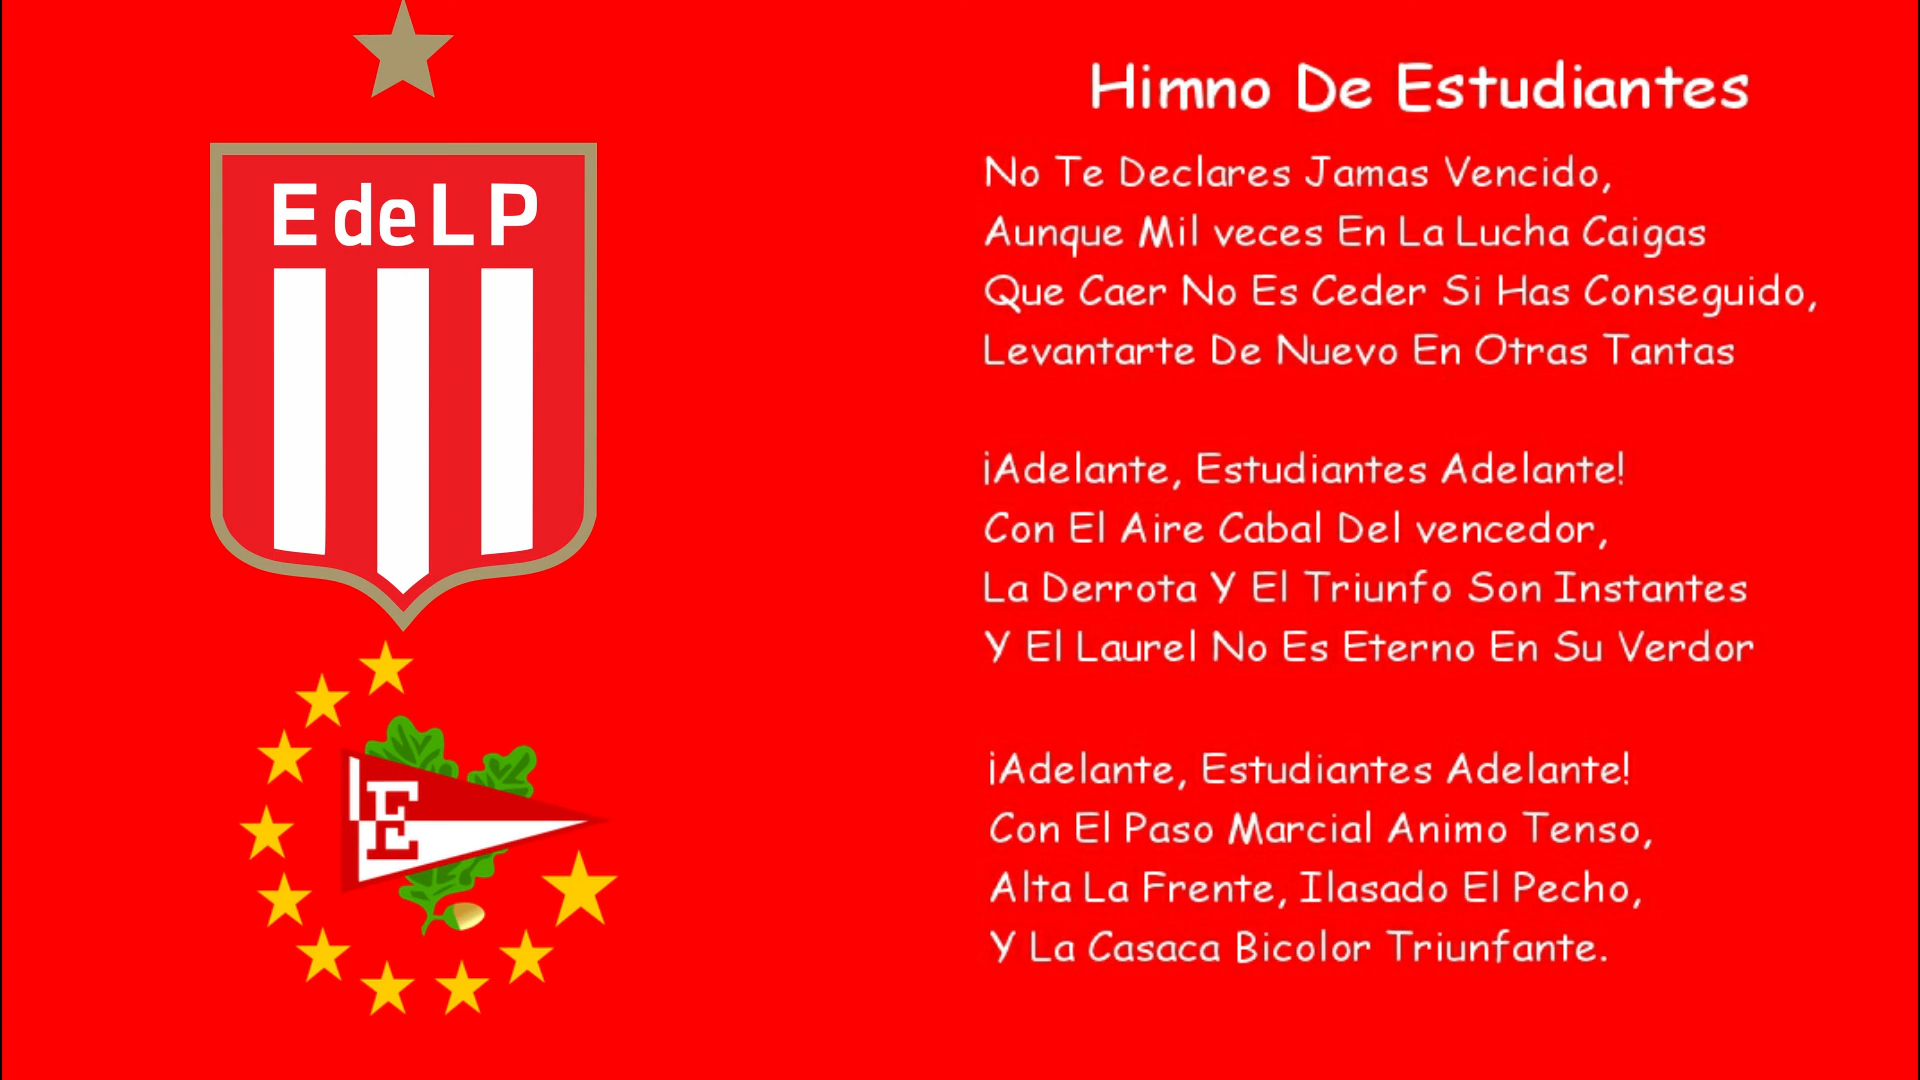 E de L P
E
Himno De Estudiantes
No Te Declares Jamas Vencido,
Aunque Mil veces En La Lucha Caigas
Que Caer No Es Ceder Si Has Conseguido,
Levantarte De Nuevo En Otras Tantas
¡Adelante, Estudiantes Adelante!
Con El Aire Cabal Del vencedor,
La Derrota Y El Triunfo Son Instantes
Y El Laurel No Es Eterno En Su Verdor
¡Adelante, Estudiantes Adelante!
Con El Paso Marcial Animo Tenso,
Alta La Frente, Ilasado El Pecho,
Y La Casaca Bicolor Triunfante.